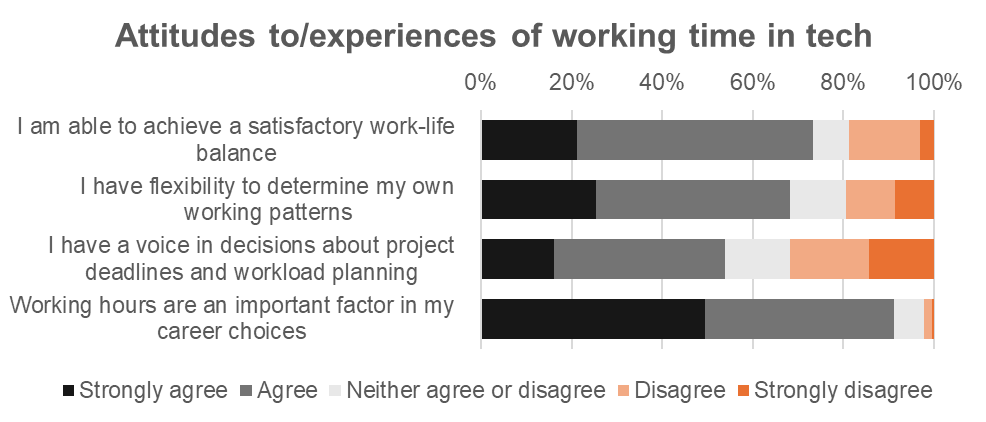 Attitudes to/experiences of working time in tech
0% 20% 40% 60% 80% 100%
I am able to achieve a satisfactory work-life
balance
I have flexibility to determine my own
working patterns
I have a voice in decisions about project
deadlines and workload planning
Working hours are an important factor in my
career choices
Strongly agree Agree Neither agree or disagree Disagree Strongly disagree